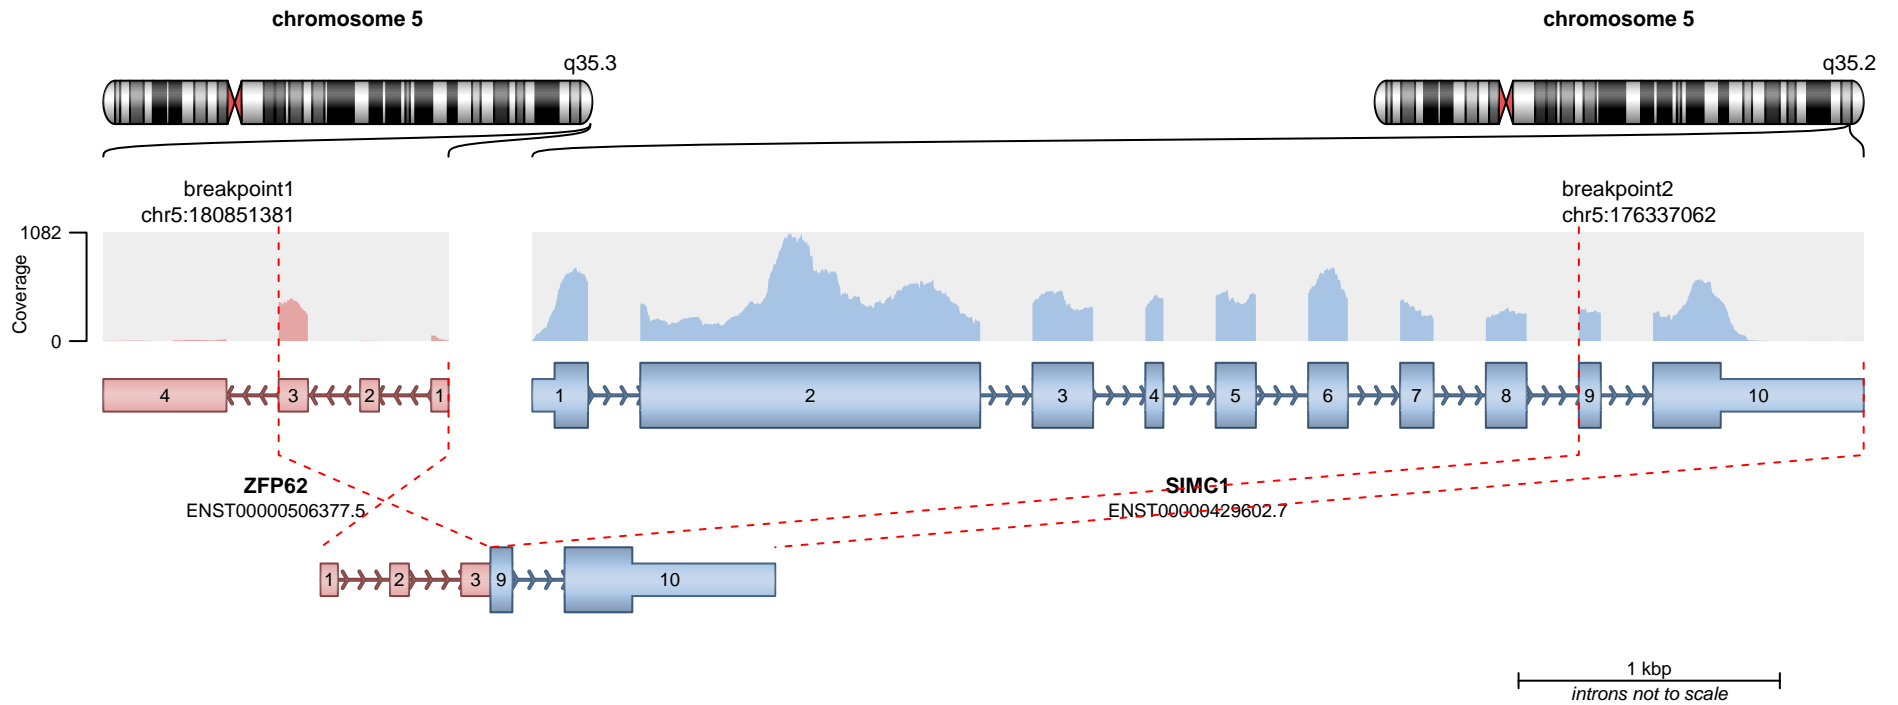 chromosome 5
chromosome 5
q35.3
q35.2
breakpoint1
chr5:180851381
breakpoint2
chr5:176337062
1082
Coverage
0
4 3 2 1
1 2 3 4 5 6 7 8 9 10
ZFP62
ENST00000506377.5
SIMC1
ENST00000429602.7
1 2 3 9 10
1 kbp
introns not to scale